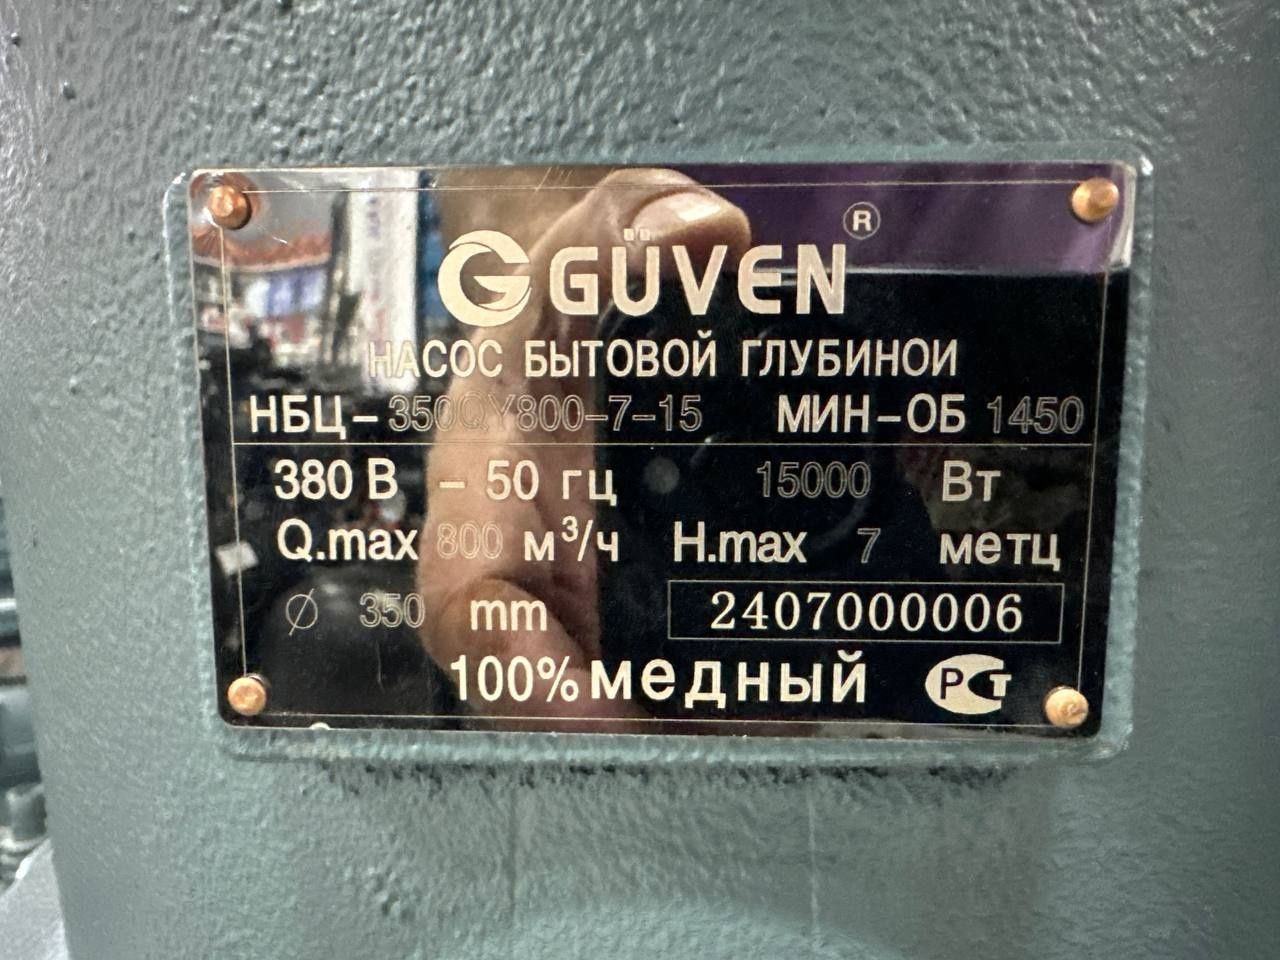 GÜVEN ®
НАСОС БЫТОВОЙ ГЛУБИНОИ
НБЦ-350QY800-7-15 МИН-ОБ 1450
380 В - 50 гц 15000 Вт
Q.max 800 м³/ч H.max 7 метц
Ø 350 mm 2407000006
100% медный РСТ